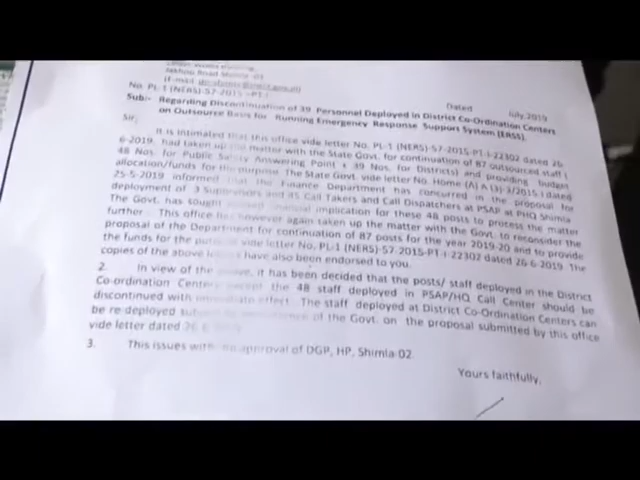 Jakhoo Road Shimla-01
No. PL-1 (NERS)-57-2015 -PT-I Dated July,2019
Sub:- Regarding Discontinuation of 39 Personnel Deployed in District Co-Ordination Centers
on Outsource Basis for Running Emergency Response Support System (ERSS).
Sir,
It is intimated that this office vide letter No. PL-1 (NERS)-57-2015-PT-I-22302 dated 26-
6-2019, had taken up the matter with the State Govt. for continuation of 87 outsourced staff (
48 Nos. for Public Safety Answering Point + 39 Nos. for Districts) and providing budget
allocation/funds for the purpose. The State Govt. vide letter No. Home (A) A (3)-3/2015 I dated
25-5-2019 informed that the Finance Department has concurred in the proposal for
deployment of 3 Supervisors and 45 Call Takers and Call Dispatchers at PSAP at PHQ Shimla
The Govt. has sought financial implication for these 48 posts to process the matter
further. This office has however again taken up the matter with the Govt. to reconsider the
proposal of the Department for continuation of 87 posts for the year 2019-20 and to provide
the funds for the purpose vide letter No. PL-1 (NERS)-57-2015-PT-I-22302 dated 26-6-2019. The
copies of the above have also been endorsed to you.
2. In view of the above, it has been decided that the posts/ staff deployed in the District
Co-ordination Centers except the 48 staff deployed in PSAP/HQ Call Center should be
discontinued with immediate effect. The staff deployed at District Co-Ordination Centers can
be re-deployed of the Govt. on the proposal submitted by this office
vide letter dated 26-6-2019.
3. This issues with approval of DGP, HP, Shimla-02.
Yours faithfully,